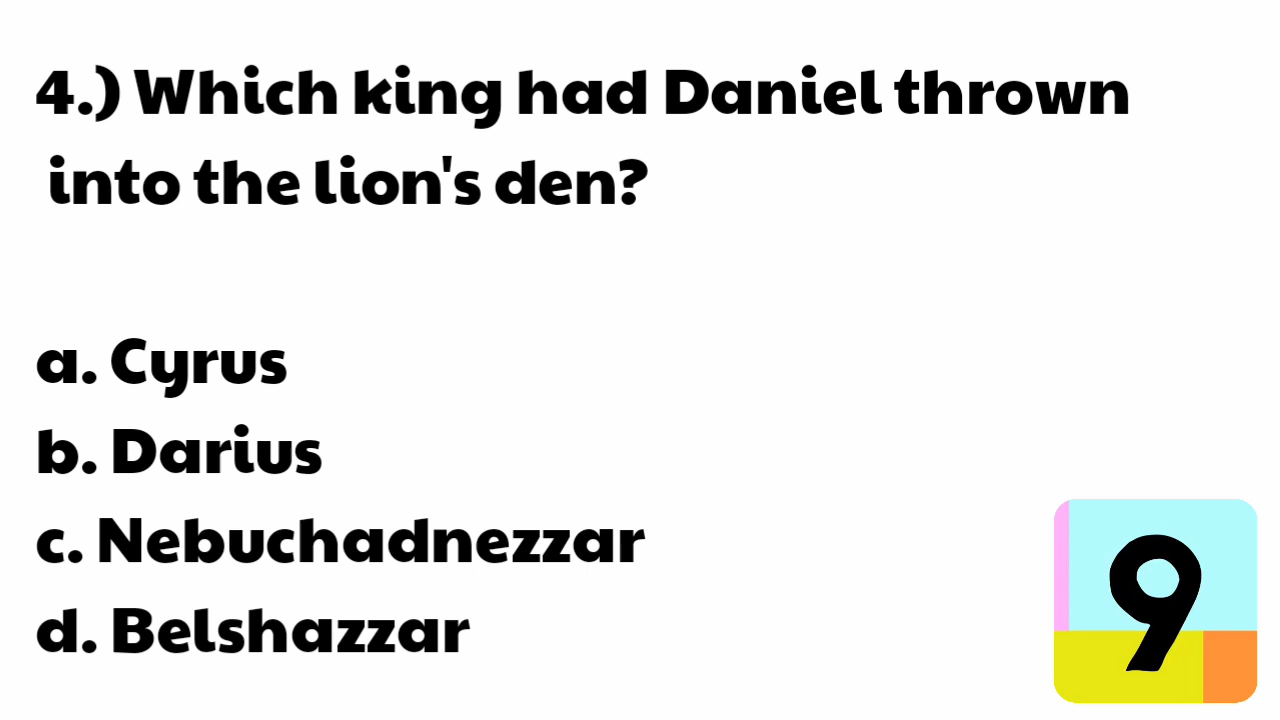 4.) Which king had Daniel thrown
into the lion's den?
a. Cyrus
b. Darius
c. Nebuchadnezzar
d. Belshazzar
9